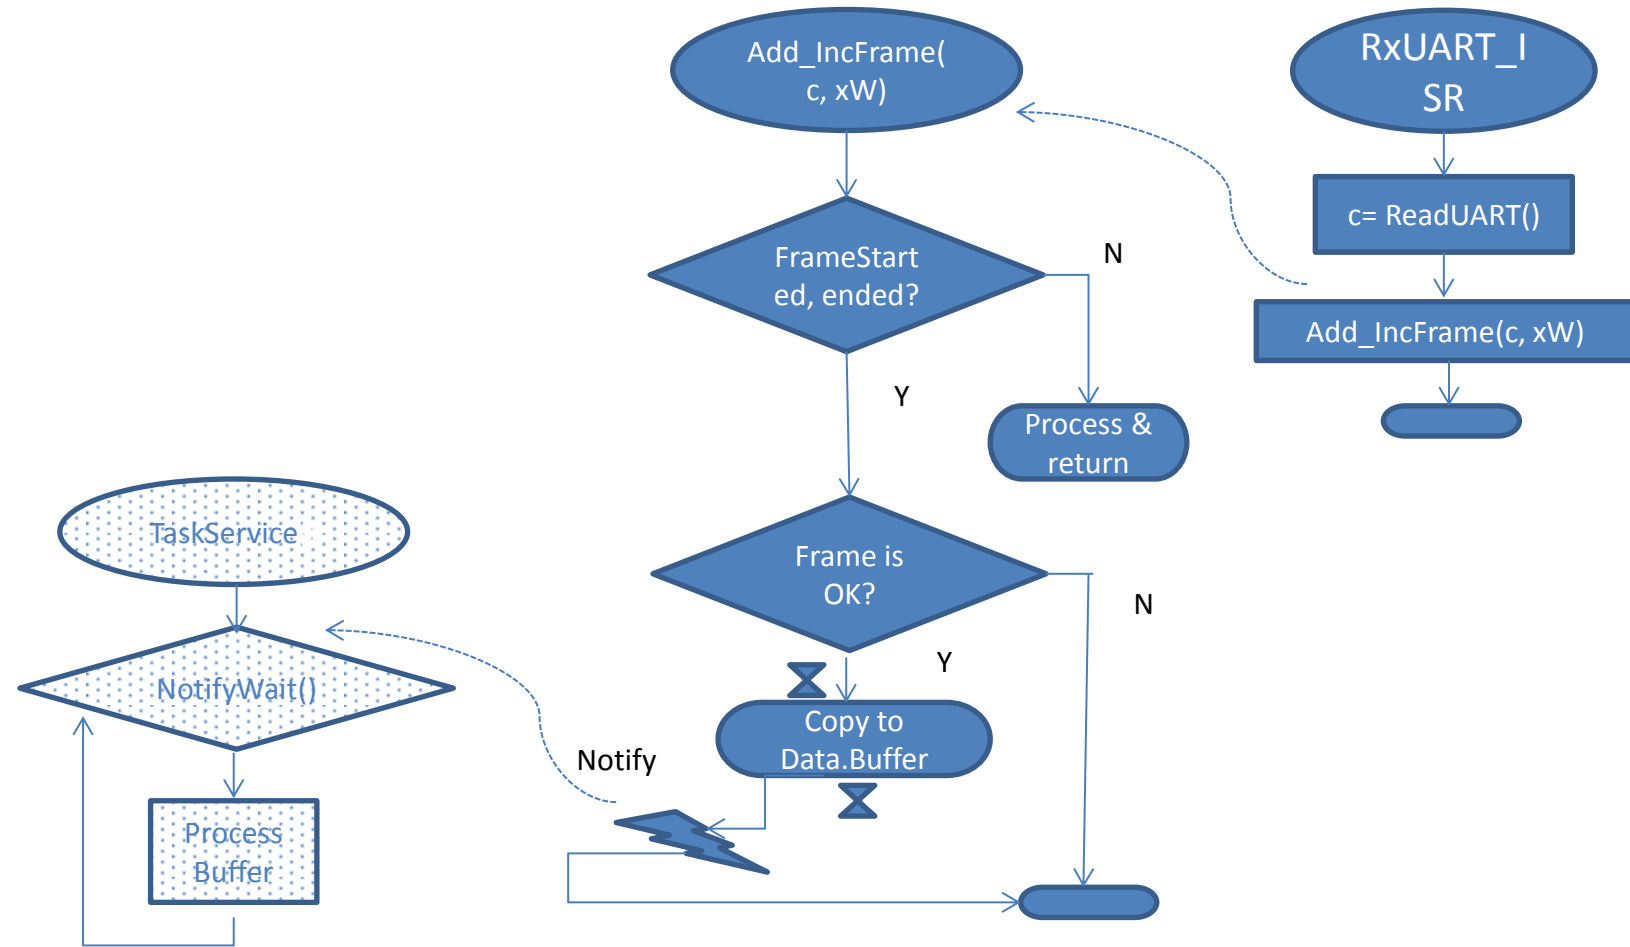 Add_IncFrame(
c, xW)
RxUART_I
SR
c= ReadUART()
Add_IncFrame(c, xW)
FrameStart
ed, ended?
N
Y
Process &
return
TaskService
Frame is
OK?
N
Y
NotifyWait()
Copy to
Data.Buffer
Notify
Process
Buffer